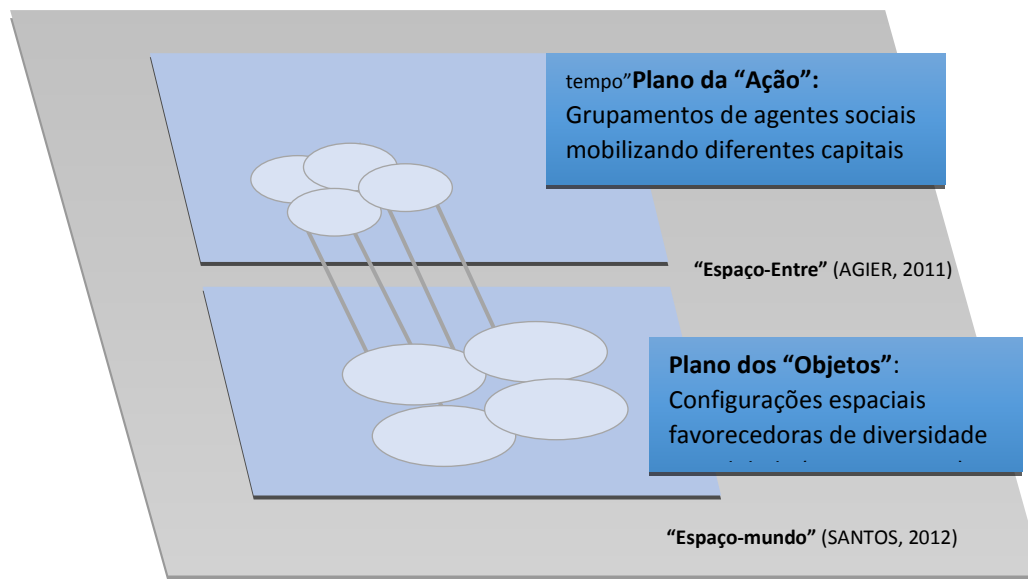 tempo”Plano da “Ação”:
Grupamentos de agentes sociais
mobilizando diferentes capitais
“Espaço-Entre” (AGIER, 2011)
Plano dos “Objetos”:
Configurações espaciais
favorecedoras de diversidade
“Espaço-mundo” (SANTOS, 2012)